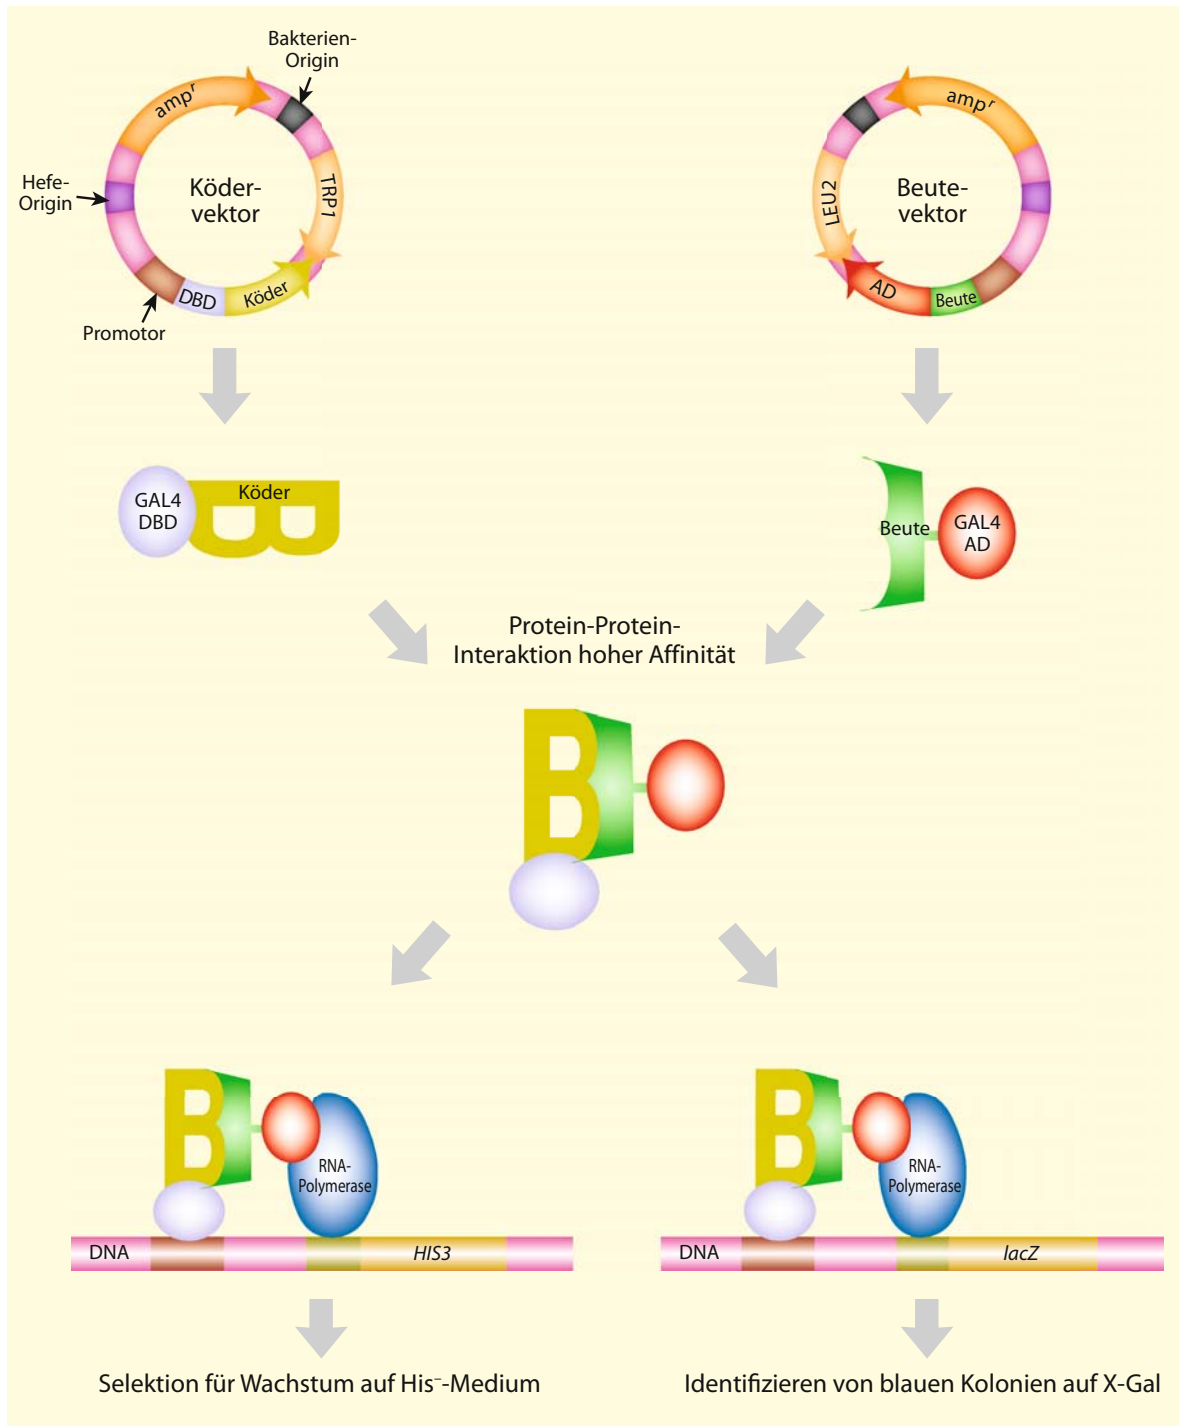 Bakterien-
Origin
amp^r
Hefe-
Origin
Köder-
vektor
TRP1
Promotor
DBD
Köder
amp^r
LEU2
Beute-
vektor
AD
Beute
GAL4
DBD
Köder
Beute
GAL4
AD
Protein-Protein-
Interaktion hoher Affinität
RNA-
Polymerase
DNA
HIS3
RNA-
Polymerase
DNA
lacZ
Selektion für Wachstum auf His⁻-Medium
Identifizieren von blauen Kolonien auf X-Gal